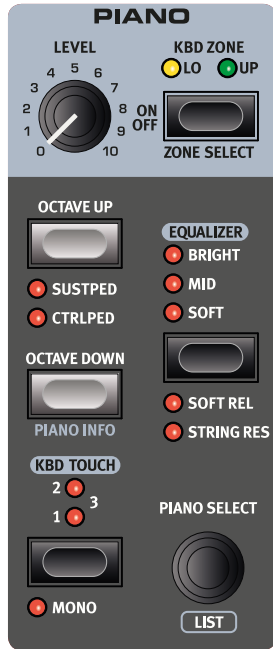 PIANO
LEVEL
0 1 2 3 4 5 6 7 8 9 10
KBD ZONE
LO UP
ON
OFF
ZONE SELECT
OCTAVE UP
SUSTPED
CTRLPED
OCTAVE DOWN
PIANO INFO
KBD TOUCH
2
3
1
MONO
EQUALIZER
BRIGHT
MID
SOFT
SOFT REL
STRING RES
PIANO SELECT
LIST